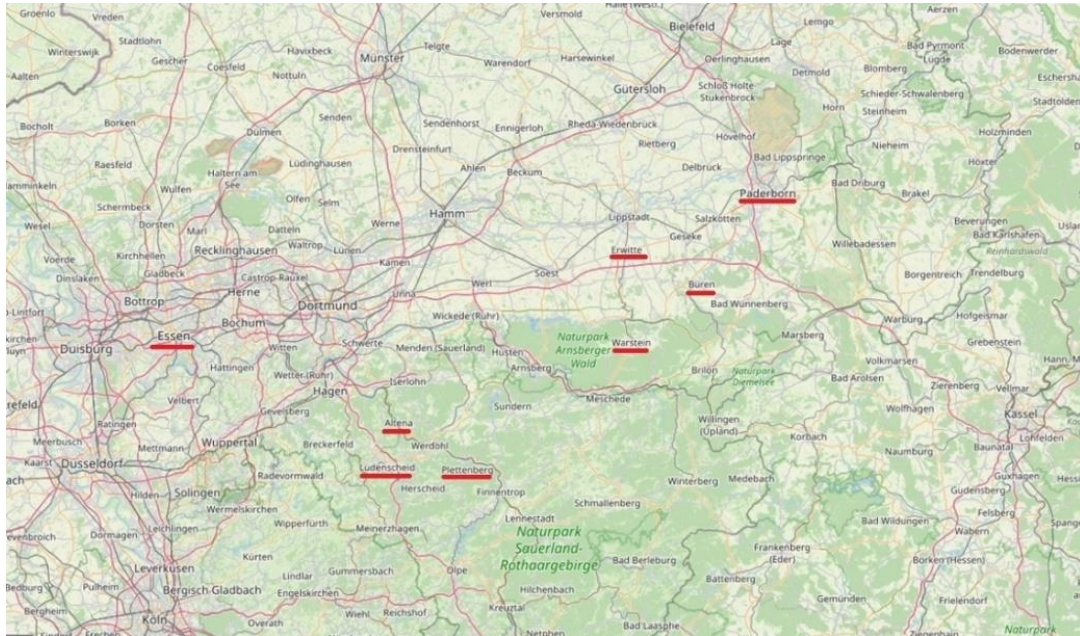 Groenlo
Vreden
Versmold
Halle (Westf.)
Bielefeld
Lemgo
Aerzen
Winterswijk
Stadtlohn
Gescher
Coesfeld
Havixbeck
Nottuln
Münster
Telgte
Warendorf
Harsewinkel
Oerlinghausen
Lage
Detmold
Blomberg
Bad Pyrmont
Lügde
Bodenwerder
Aalten
Gütersloh
Schloß Holte-
Stukenbrock
Horn
Schieder-Schwalenberg
Steinheim
Bocholt
Borken
Senden
Sendenhorst
Ennigerloh
Rheda-Wiedenbrück
Rietberg
Hövelhof
Nieheim
Holzminden
Dülmen
Drensteinfurt
Raesfeld
Haltern am
See
Lüdinghausen
Ahlen
Beckum
Delbrück
Bad Lippspringe
Höxter
Wulfen
Olfen
Selm
Paderborn
Bad Driburg
Brakel
Schermbeck
Wesel
Dorsten
Marl
Datteln
Werne
Hamm
Lippstadt
Salzkotten
Beverungen
Bad Karlshafen
Reinhardswald
Voerde
Kirchhellen
Recklinghausen
Waltrop
Lünen
Kamen
Erwitte
Geseke
Willebadessen
Dinslaken
Gladbeck
Castrop-Rauxel
Herne
Unna
Werl
Soest
Büren
Borgentreich
Trendelburg
Bottrop
Dortmund
Bad Wünnenberg
Essen
Bochum
Wickede (Ruhr)
Warburg
Hofgeismar
Duisburg
Witten
Schwerte
Menden (Sauerland)
Hüsten
Naturpark
Arnsberger
Wald
Warstein
Marsberg
Grebenstein
Hattingen
Wetter (Ruhr)
Iserlohn
Arnsberg
Brilon
Naturpark
Diemelsee
Volkmarsen
Bad Arolsen
Zierenberg
Vellmar
Velbert
Hagen
Gevelsberg
Sundern
Meschede
Wolfhagen
Kassel
Ratingen
Altena
Willingen
(Upland)
Korbach
Meerbusch
Mettmann
Wuppertal
Breckerfeld
Werdohl
Naumburg
Baunatal
Lohfelden
Kaarst
Düsseldorf
Radevormwald
Lüdenscheid
Plettenberg
Winterberg
Medebach
Guxhagen
Hilden
Solingen
Herscheid
Finnentrop
Gudensberg
Wermelskirchen
Schmallenberg
Felsberg
Leichlingen
Wipperfürth
Meinerzhagen
Lennestadt
Bad Wildungen
Wabern
Dormagen
Naturpark
Sauerland-
Rothaargebirge
Frankenberg
(Eder)
Kürten
Bad Berleburg
Borken (Hessen)
Leverkusen
Lindlar
Gummersbach
Olpe
Battenberg
Pulheim
Bergisch Gladbach
Engelskirchen
Hilchenbach
Gemünden
Frielendorf
Bergheim
Wiehl
Reichshof
Kreuztal
Köln
Overath
Bad Laasphe
Naturpark
Frechen
Netphen